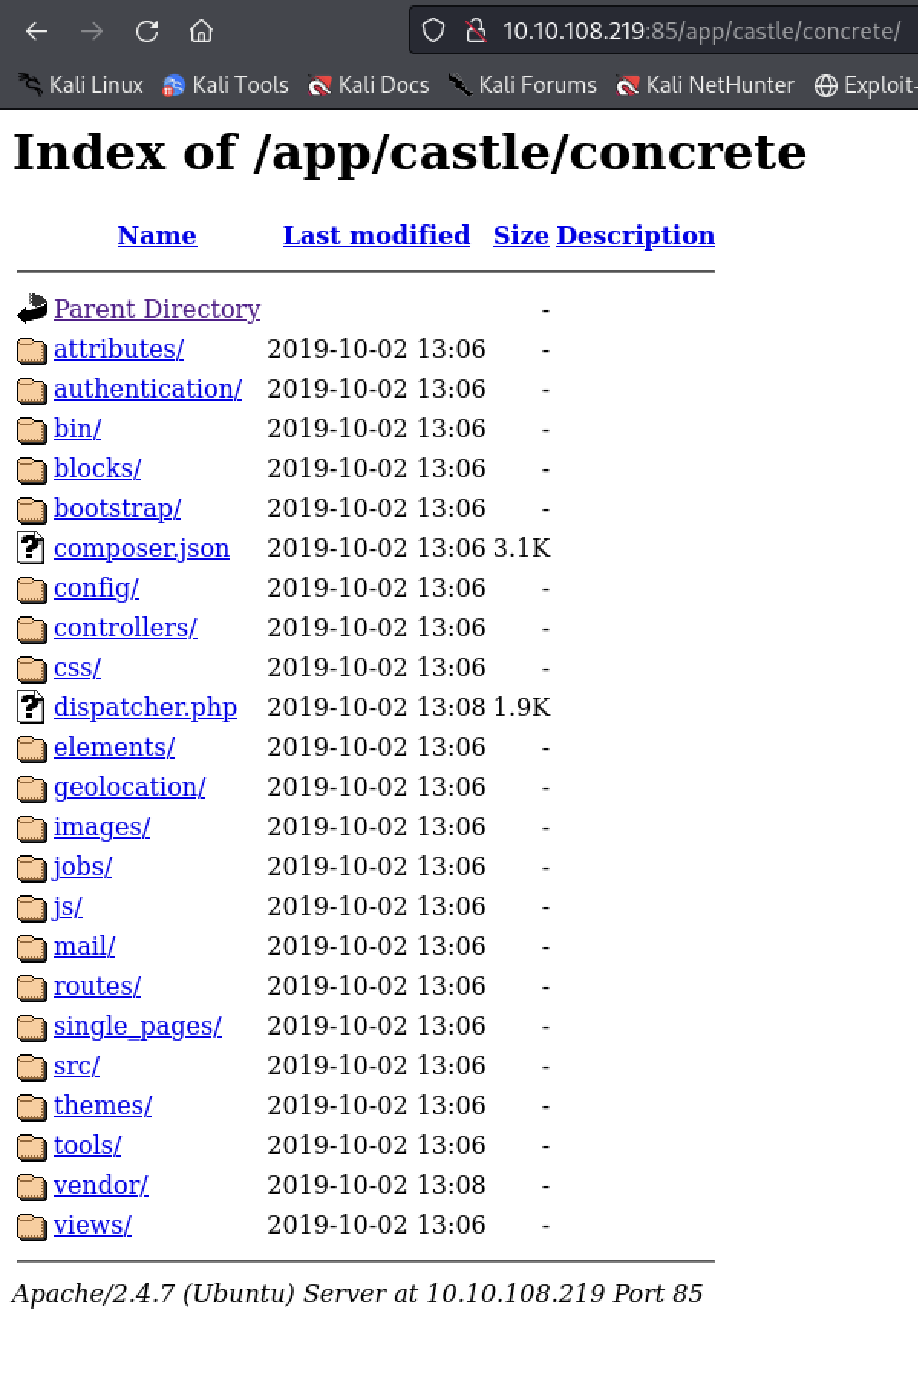 10.10.108.219:85/app/castle/concrete/
Kali Linux Kali Tools Kali Docs Kali Forums Kali NetHunter Exploit-
Index of /app/castle/concrete
Name Last modified Size Description
Parent Directory -
attributes/ 2019-10-02 13:06 -
authentication/ 2019-10-02 13:06 -
bin/ 2019-10-02 13:06 -
blocks/ 2019-10-02 13:06 -
bootstrap/ 2019-10-02 13:06 -
composer.json 2019-10-02 13:06 3.1K
config/ 2019-10-02 13:06 -
controllers/ 2019-10-02 13:06 -
css/ 2019-10-02 13:06 -
dispatcher.php 2019-10-02 13:08 1.9K
elements/ 2019-10-02 13:06 -
geolocation/ 2019-10-02 13:06 -
images/ 2019-10-02 13:06 -
jobs/ 2019-10-02 13:06 -
js/ 2019-10-02 13:06 -
mail/ 2019-10-02 13:06 -
routes/ 2019-10-02 13:06 -
single_pages/ 2019-10-02 13:06 -
src/ 2019-10-02 13:06 -
themes/ 2019-10-02 13:06 -
tools/ 2019-10-02 13:06 -
vendor/ 2019-10-02 13:08 -
views/ 2019-10-02 13:06 -
Apache/2.4.7 (Ubuntu) Server at 10.10.108.219 Port 85